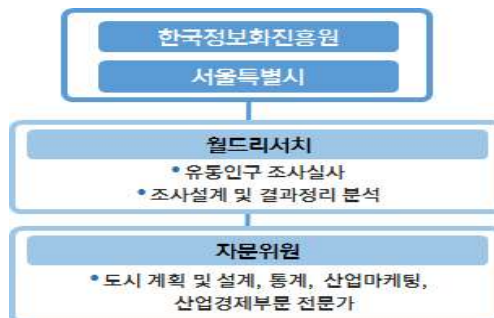 한국정보화진흥원
서울특별시
월드리서치
• 유동인구 조사실사
• 조사설계 및 결과정리 분석
자문위원
• 도시 계획 및 설계, 통계, 산업마케팅,
산업경제부문 전문가